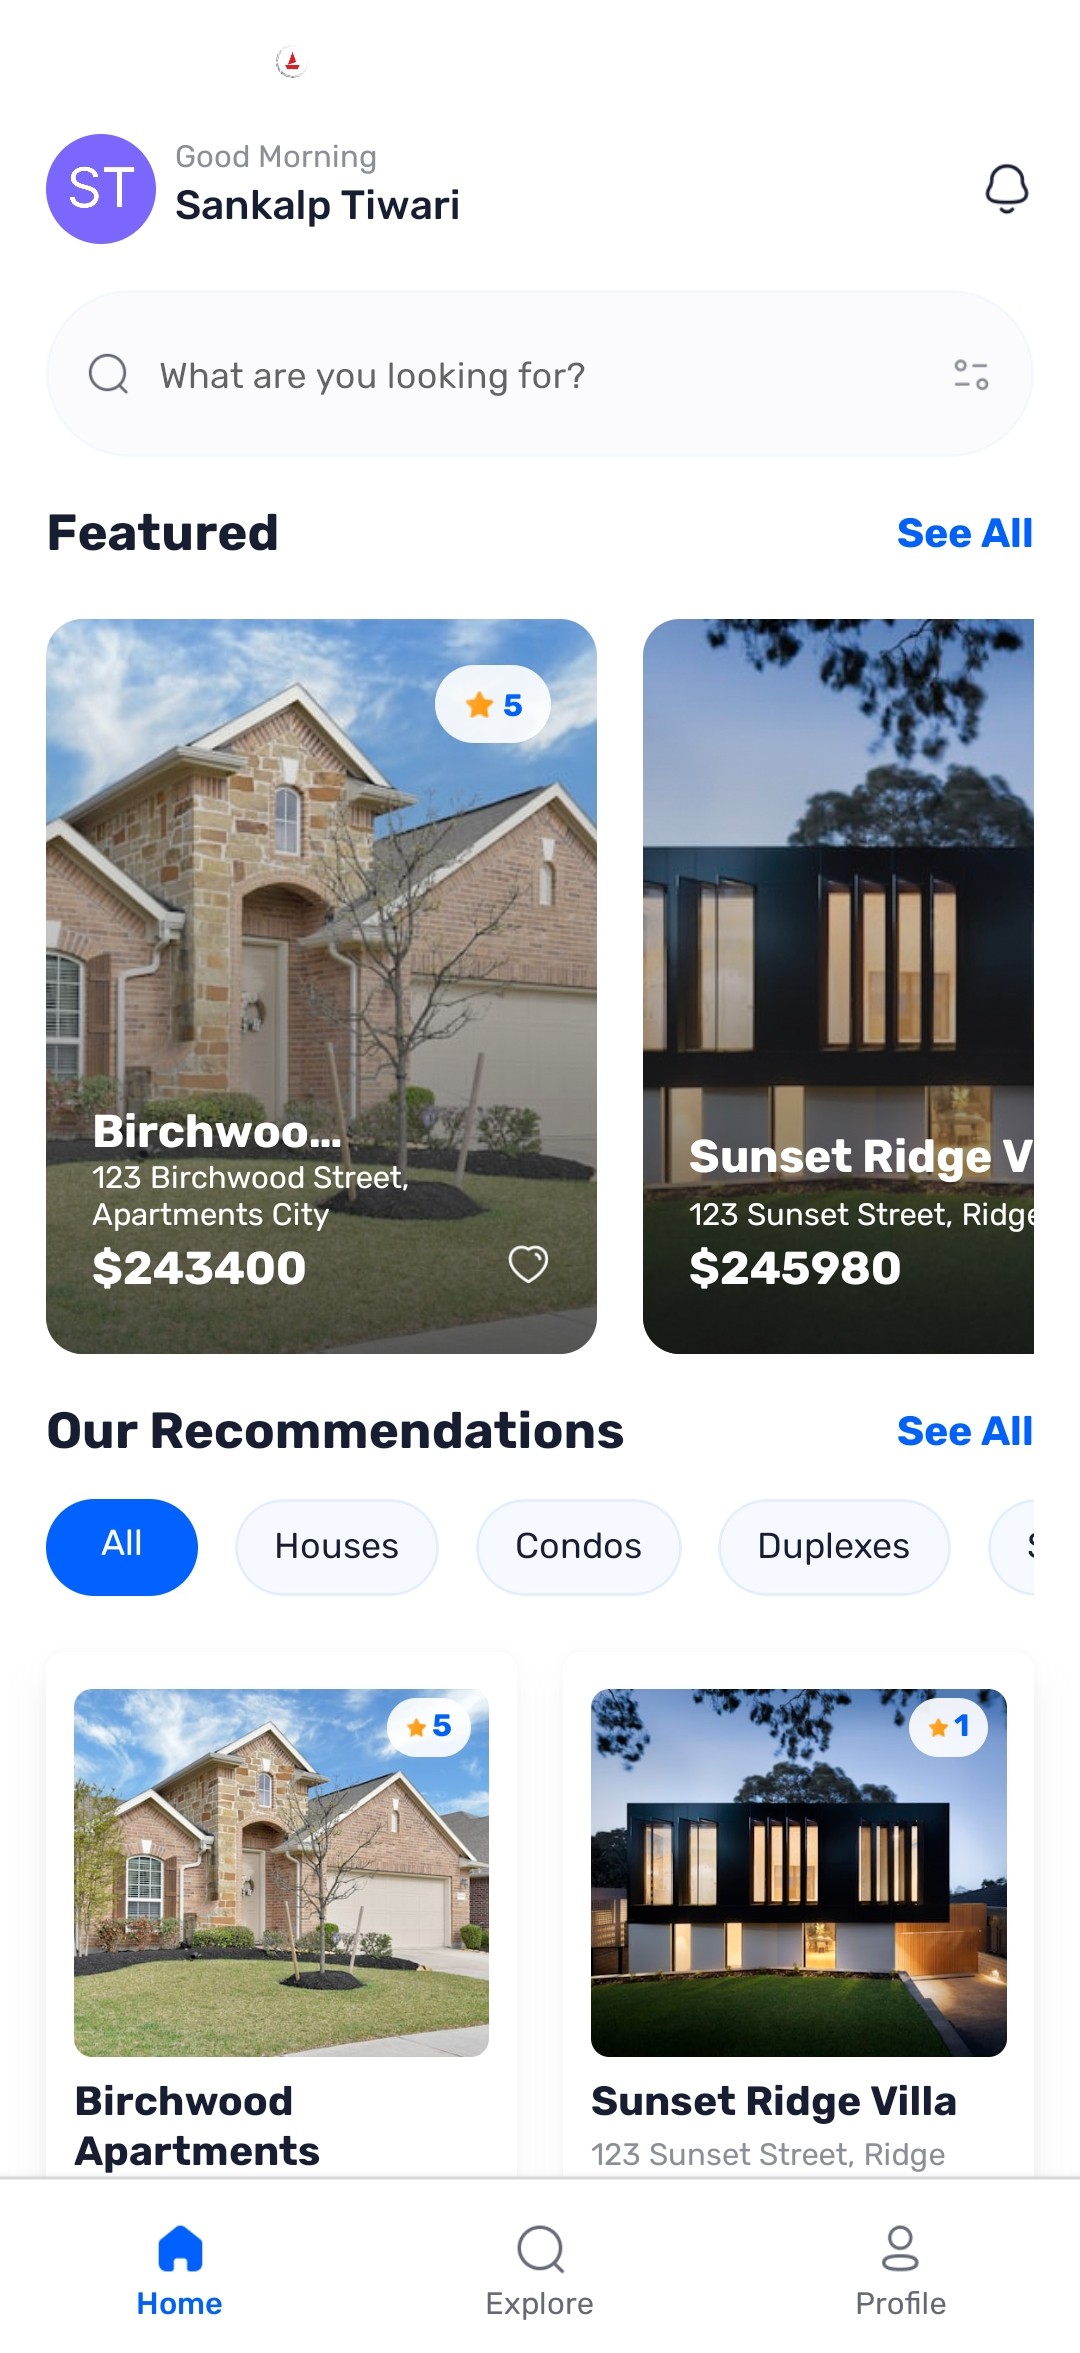 ST
Good Morning
Sankalp Tiwari
What are you looking for?
Featured
See All
5
Birchwoo...
123 Birchwood Street,
Apartments City
$243400
Sunset Ridge V
123 Sunset Street, Ridge
$245980
Our Recommendations
See All
All
Houses
Condos
Duplexes
5
1
Birchwood
Apartments
Sunset Ridge Villa
123 Sunset Street, Ridge
Home
Explore
Profile